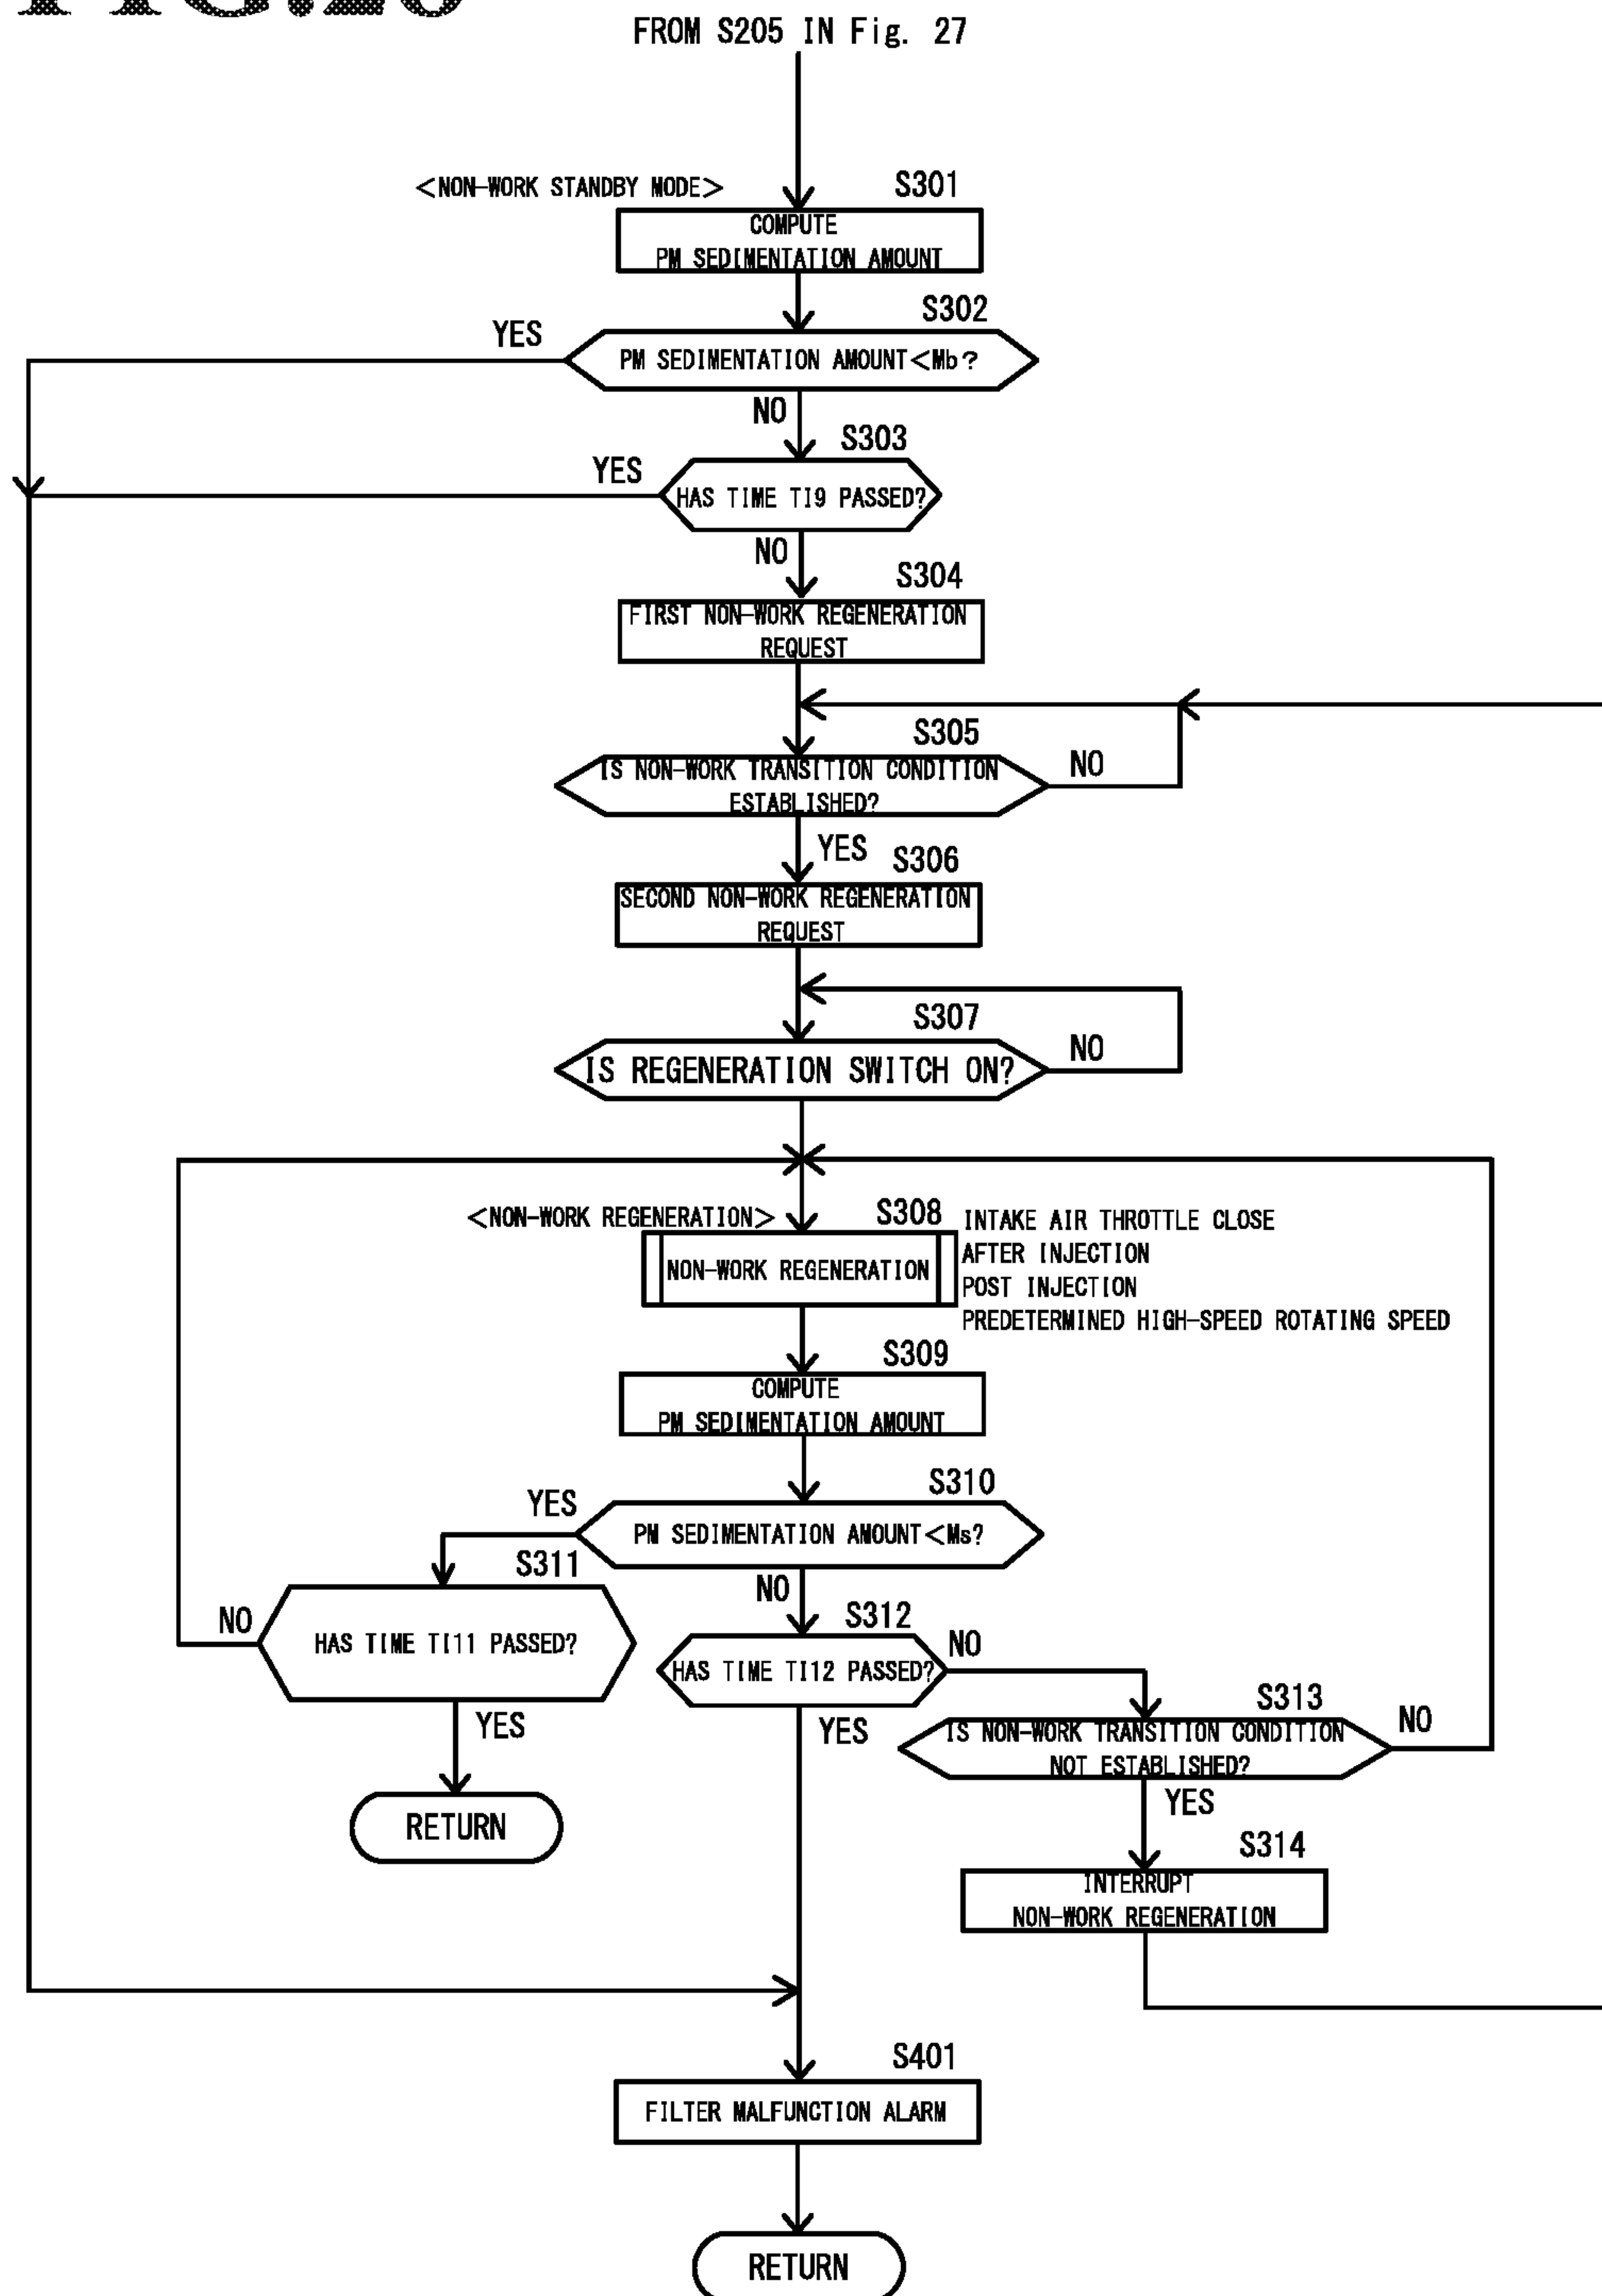 FROM S205 IN Fig. 27
<NON-WORK STANDBY MODE>
S301
COMPUTE
PM SEDIMENTATION AMOUNT
S302
YES
PM SEDIMENTATION AMOUNT<Mb?
NO
S303
YES
HAS TIME TI9 PASSED?
NO
S304
FIRST NON-WORK REGENERATION
REQUEST
S305
IS NON-WORK TRANSITION CONDITION
ESTABLISHED?
NO
YES
S306
SECOND NON-WORK REGENERATION
REQUEST
S307
IS REGENERATION SWITCH ON?
NO
<NON-WORK REGENERATION>
S308
NON-WORK REGENERATION
INTAKE AIR THROTTLE CLOSE
AFTER INJECTION
POST INJECTION
PREDETERMINED HIGH-SPEED ROTATING SPEED
S309
COMPUTE
PM SEDIMENTATION AMOUNT
S310
YES
PM SEDIMENTATION AMOUNT<Ms?
S311
NO
NO
HAS TIME TI11 PASSED?
S312
HAS TIME TI12 PASSED?
NO
YES
YES
S313
IS NON-WORK TRANSITION CONDITION
NOT ESTABLISHED?
NO
YES
RETURN
S314
INTERRUPT
NON-WORK REGENERATION
S401
FILTER MALFUNCTION ALARM
RETURN